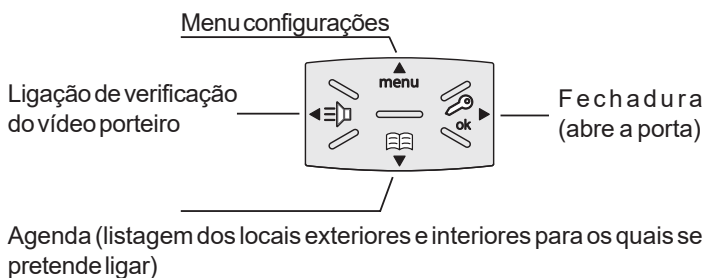 Menu configurações
menu
Ligação de verificação
do vídeo porteiro
ok
Fechadura
(abre a porta)
Agenda (listagem dos locais exteriores e interiores para os quais se
pretende ligar)